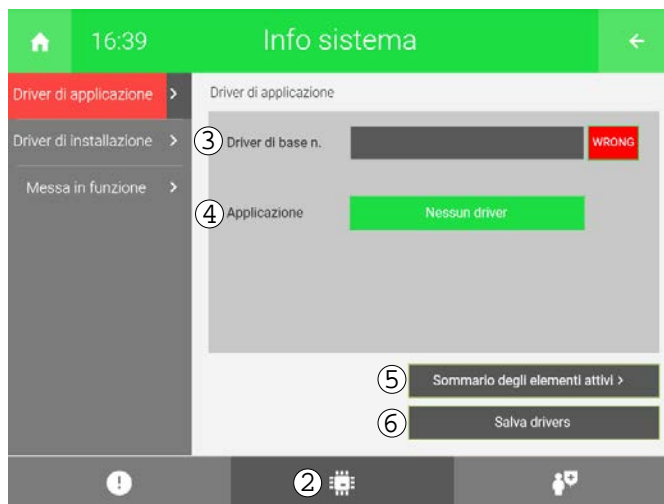 16:39
Info sistema
Driver di applicazione
Driver di installazione
Messa in funzione
Driver di applicazione
3 Driver di base n.
WRONG
4 Applicazione
Nessun driver
5 Sommario degli elementi attivi >
6 Salva drivers
2